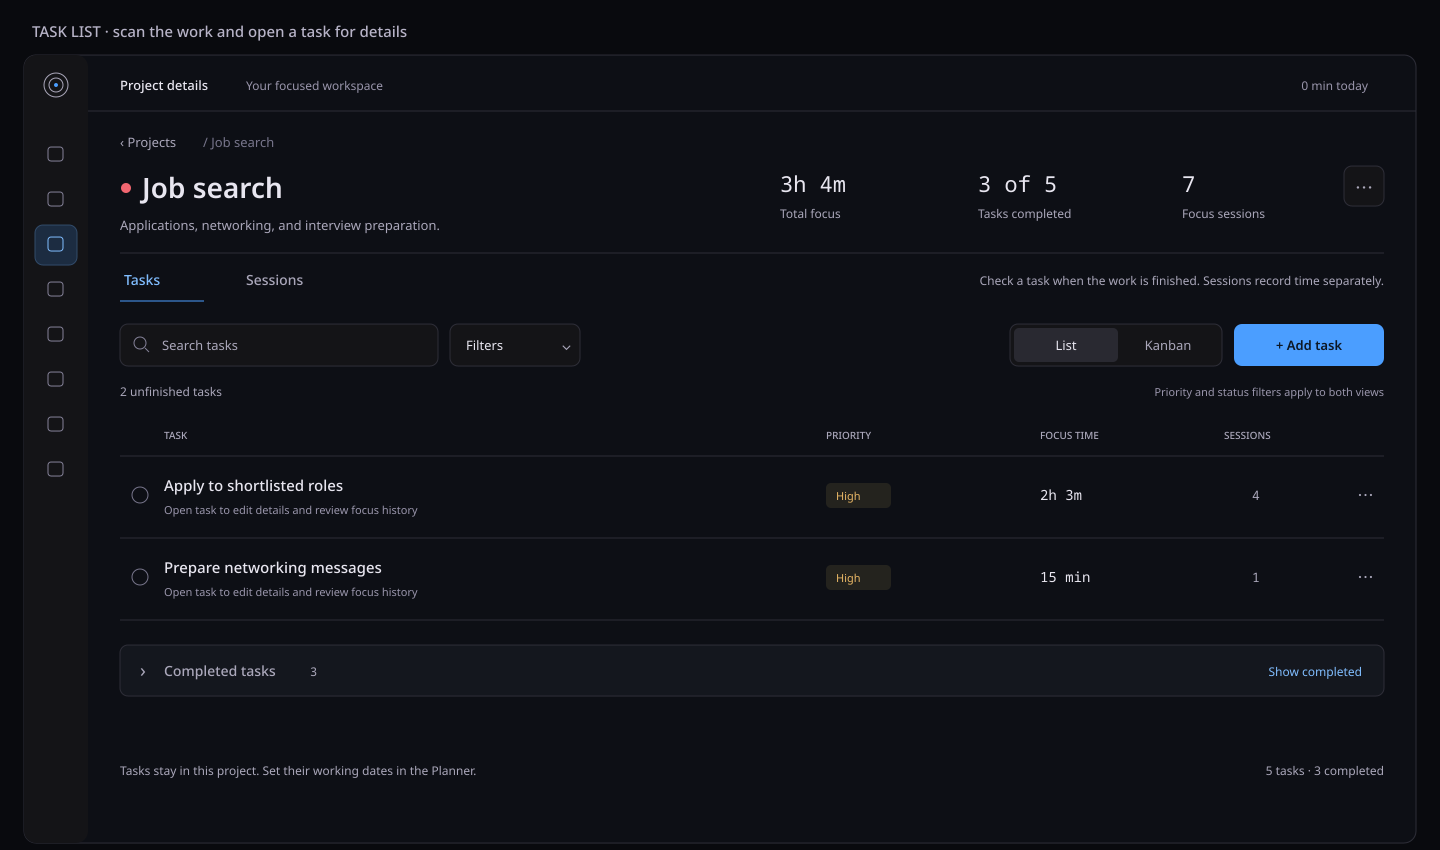 TASK LIST · scan the work and open a task for details
Project details
Your focused workspace
0 min today
‹ Projects
/ Job search
Job search
Applications, networking, and interview preparation.
3h 4m
Total focus
3 of 5
Tasks completed
7
Focus sessions
···
Tasks
Sessions
Check a task when the work is finished. Sessions record time separately.
Search tasks
Filters
List
Kanban
+ Add task
2 unfinished tasks
Priority and status filters apply to both views
TASK
PRIORITY
FOCUS TIME
SESSIONS
Apply to shortlisted roles
Open task to edit details and review focus history
High
2h 3m
4
···
Prepare networking messages
Open task to edit details and review focus history
High
15 min
1
···
› Completed tasks
3
Show completed
Tasks stay in this project. Set their working dates in the Planner.
5 tasks · 3 completed